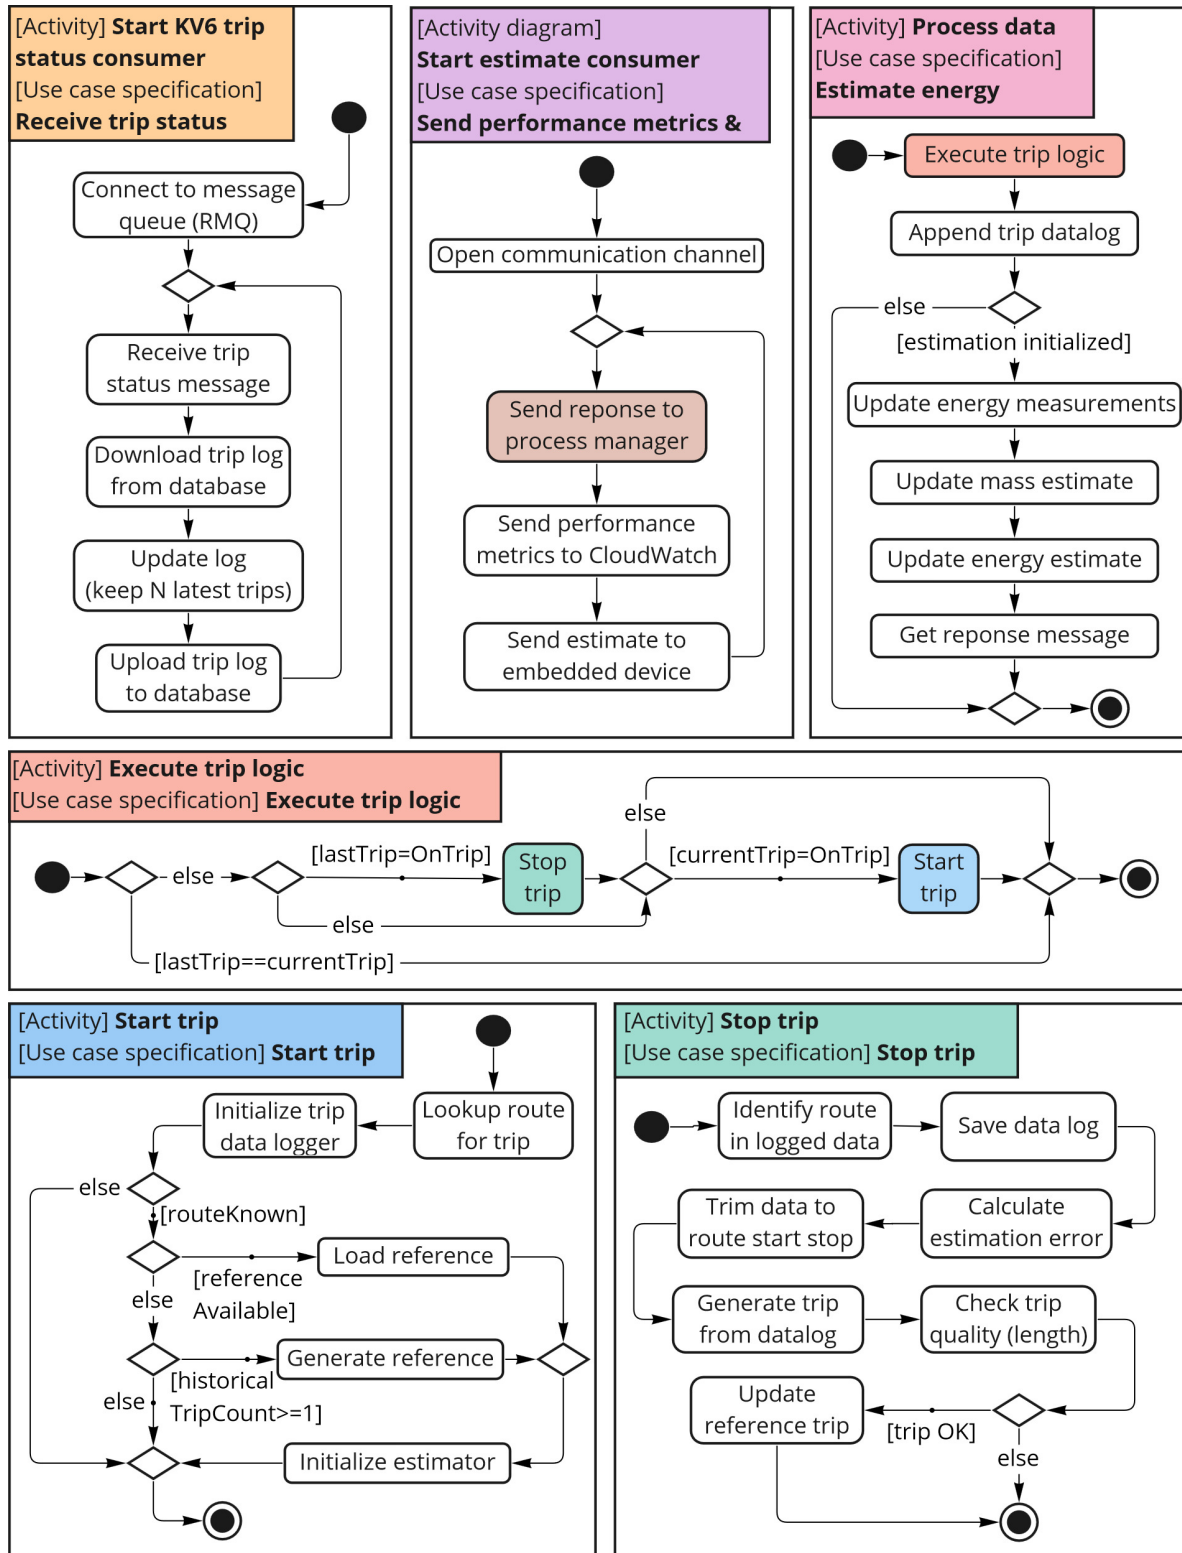 [Activity] Start KV6 trip
status consumer
[Use case specification]
Receive trip status
Connect to message
queue (RMQ)
Receive trip
status message
Download trip log
from database
Update log
(keep N latest trips)
Upload trip log
to database
[Activity diagram]
Start estimate consumer
[Use case specification]
Send performance metrics &
Open communication channel
Send reponse to
process manager
Send performance
metrics to CloudWatch
Send estimate to
embedded device
[Activity] Process data
[Use case specification]
Estimate energy
Execute trip logic
Append trip datalog
else
[estimation initialized]
Update energy measurements
Update mass estimate
Update energy estimate
Get reponse message
[Activity] Execute trip logic
[Use case specification] Execute trip logic
else
[lastTrip=OnTrip]
Stop
trip
else
[currentTrip=OnTrip]
Start
trip
else
[lastTrip==currentTrip]
[Activity] Start trip
[Use case specification] Start trip
Lookup route
for trip
Initialize trip
data logger
else
[routeKnown]
Load reference
[reference
Available]
else
Generate reference
[historical
TripCount>=1]
else
Initialize estimator
[Activity] Stop trip
[Use case specification] Stop trip
Identify route
in logged data
Save data log
Calculate
estimation error
Trim data to
route start stop
Generate trip
from datalog
Check trip
quality (length)
Update
reference trip
[trip OK]
else